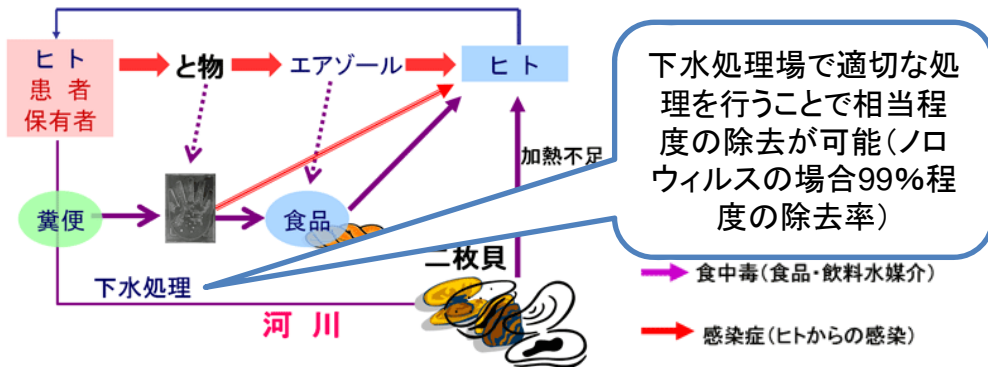 ヒト
患者
保有者
と物
エアゾール
ヒト
下水処理場で適切な処
理を行うことで相当程
度の除去が可能(ノロ
ウィルスの場合99%程
度の除去率)
加熱不足
糞便
食品
二枚貝
下水処理
河川
食中毒(食品・飲料水媒介)
感染症(ヒトからの感染)